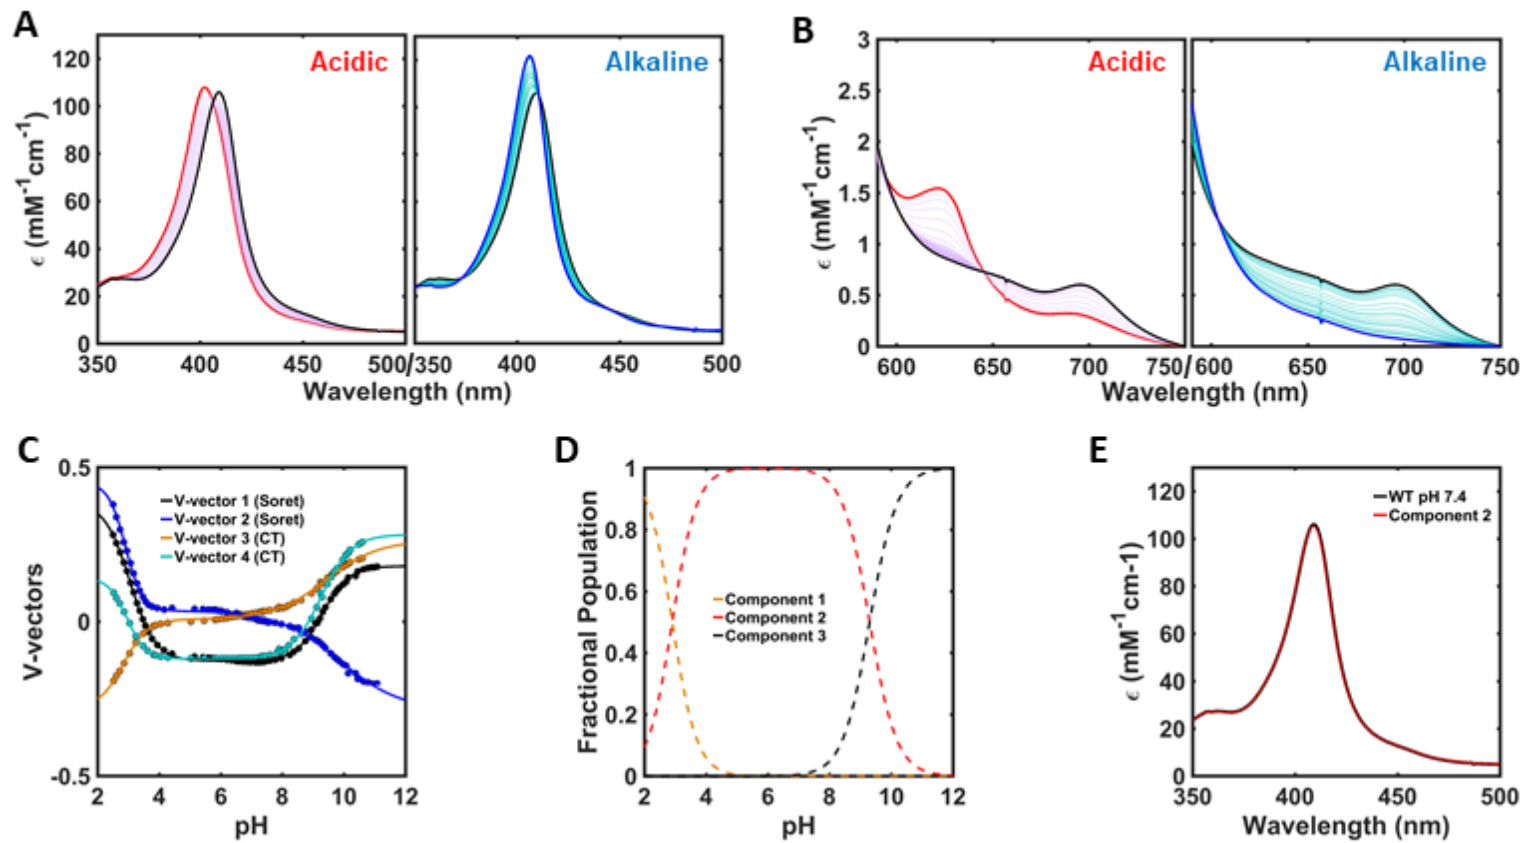 A
Acidic
Alkaline
120
100
80
60
40
20
0
ϵ (mM-1cm-1)
350 400 450 500/ 400 450 500
Wavelength (nm)
B
Acidic
Alkaline
3
2.5
2
1.5
1
0.5
0
ϵ (mM-1cm-1)
600 650 700 750/600 650 700 750
Wavelength (nm)
C
0.5
0
-0.5
V-vectors
V-vector 1 (Soret)
V-vector 2 (Soret)
V-vector 3 (CT)
V-vector 4 (CT)
2 4 6 8 10 12
pH
D
1
0.8
0.6
0.4
0.2
0
Fractional Population
Component 1
Component 2
Component 3
2 4 6 8 10 12
pH
E
120
100
80
60
40
20
0
ϵ (mM-1cm-1)
WT pH 7.4
Component 2
350 400 450 500
Wavelength (nm)